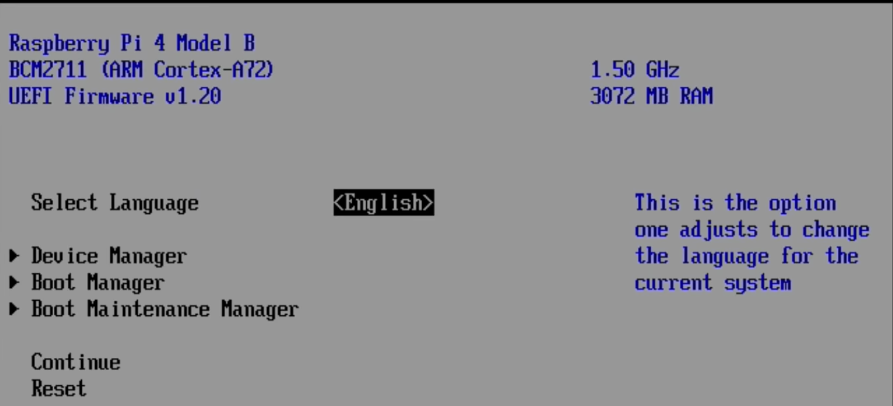 Raspberry Pi 4 Model B
BCM2711 (ARM Cortex-A72) 1.50 GHz
UEFI Firmware v1.20 3072 MB RAM
Select Language <English> This is the option
one adjusts to change
Device Manager the language for the
Boot Manager current system
Boot Maintenance Manager
Continue
Reset